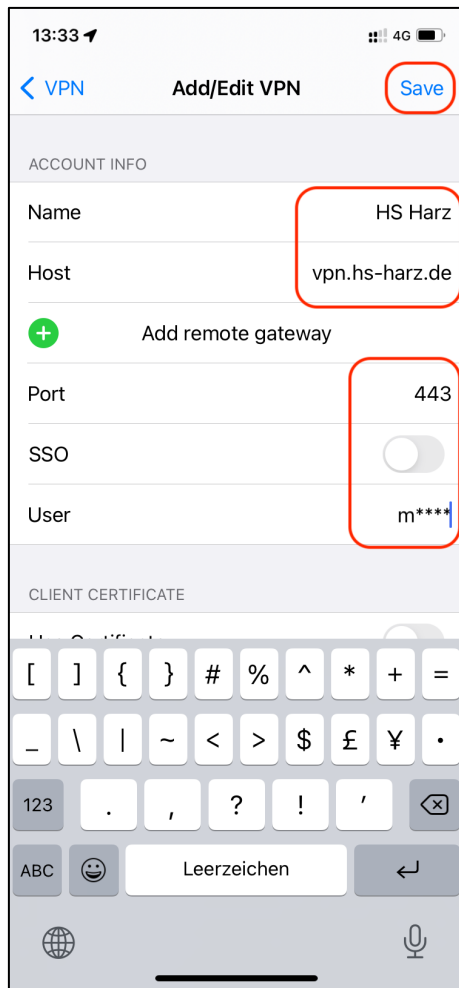 13:33 4G
VPN Add/Edit VPN Save
ACCOUNT INFO
Name HS Harz
Host vpn.hs-harz.de
Add remote gateway
Port 443
SSO
User m****
CLIENT CERTIFICATE
[ ] { } # % ^ * + =
_ \ | ~ < > $ £ ¥ •
123 . , ? ! ′
ABC Leerzeichen